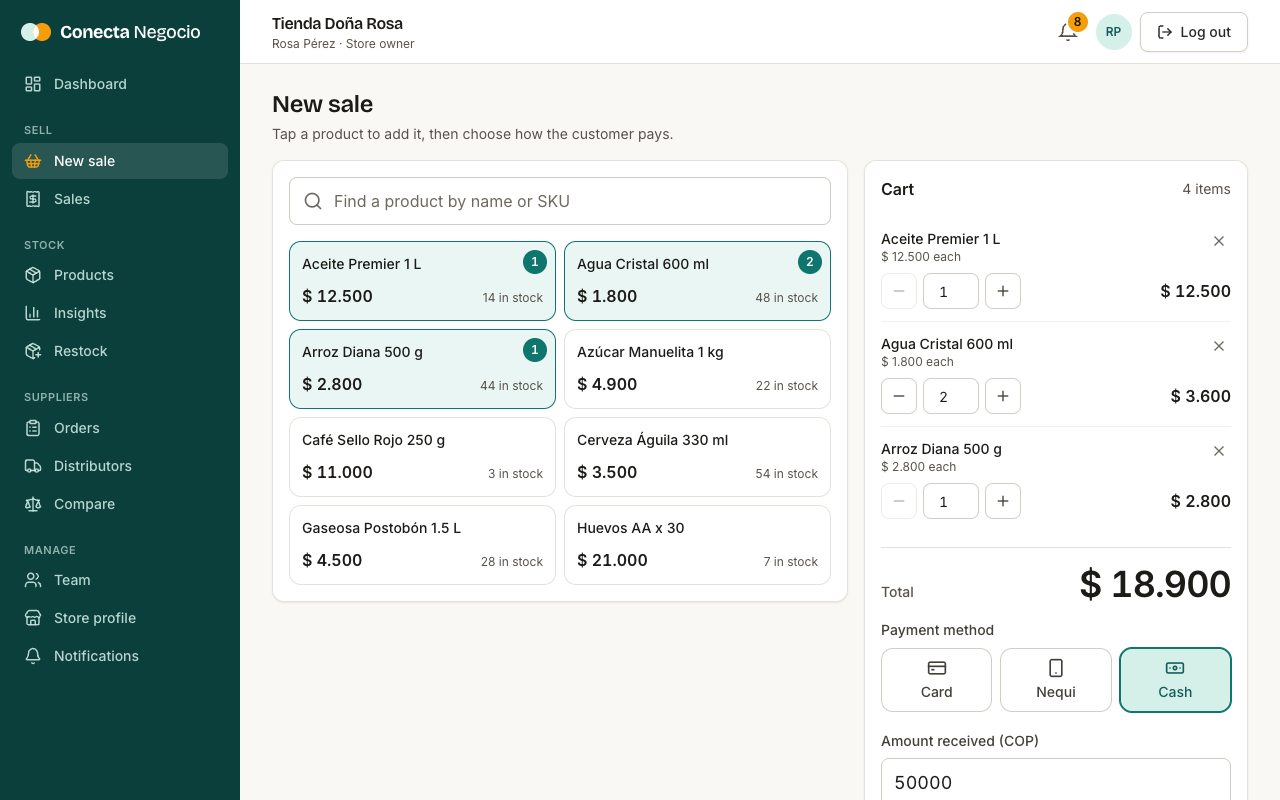 Conecta Negocio
Dashboard
SELL
New sale
Sales
STOCK
Products
Insights
Restock
SUPPLIERS
Orders
Distributors
Compare
MANAGE
Team
Store profile
Notifications
Tienda Doña Rosa
Rosa Pérez · Store owner
8
RP
Log out
New sale
Tap a product to add it, then choose how the customer pays.
Find a product by name or SKU
Aceite Premier 1 L
1
$ 12.500
14 in stock
Agua Cristal 600 ml
2
$ 1.800
48 in stock
Arroz Diana 500 g
1
$ 2.800
44 in stock
Azúcar Manuelita 1 kg
$ 4.900
22 in stock
Café Sello Rojo 250 g
$ 11.000
3 in stock
Cerveza Águila 330 ml
$ 3.500
54 in stock
Gaseosa Postobón 1.5 L
$ 4.500
28 in stock
Huevos AA x 30
$ 21.000
7 in stock
Cart
4 items
Aceite Premier 1 L
$ 12.500 each
1
$ 12.500
Agua Cristal 600 ml
$ 1.800 each
2
$ 3.600
Arroz Diana 500 g
$ 2.800 each
1
$ 2.800
Total
$ 18.900
Payment method
Card
Nequi
Cash
Amount received (COP)
50000